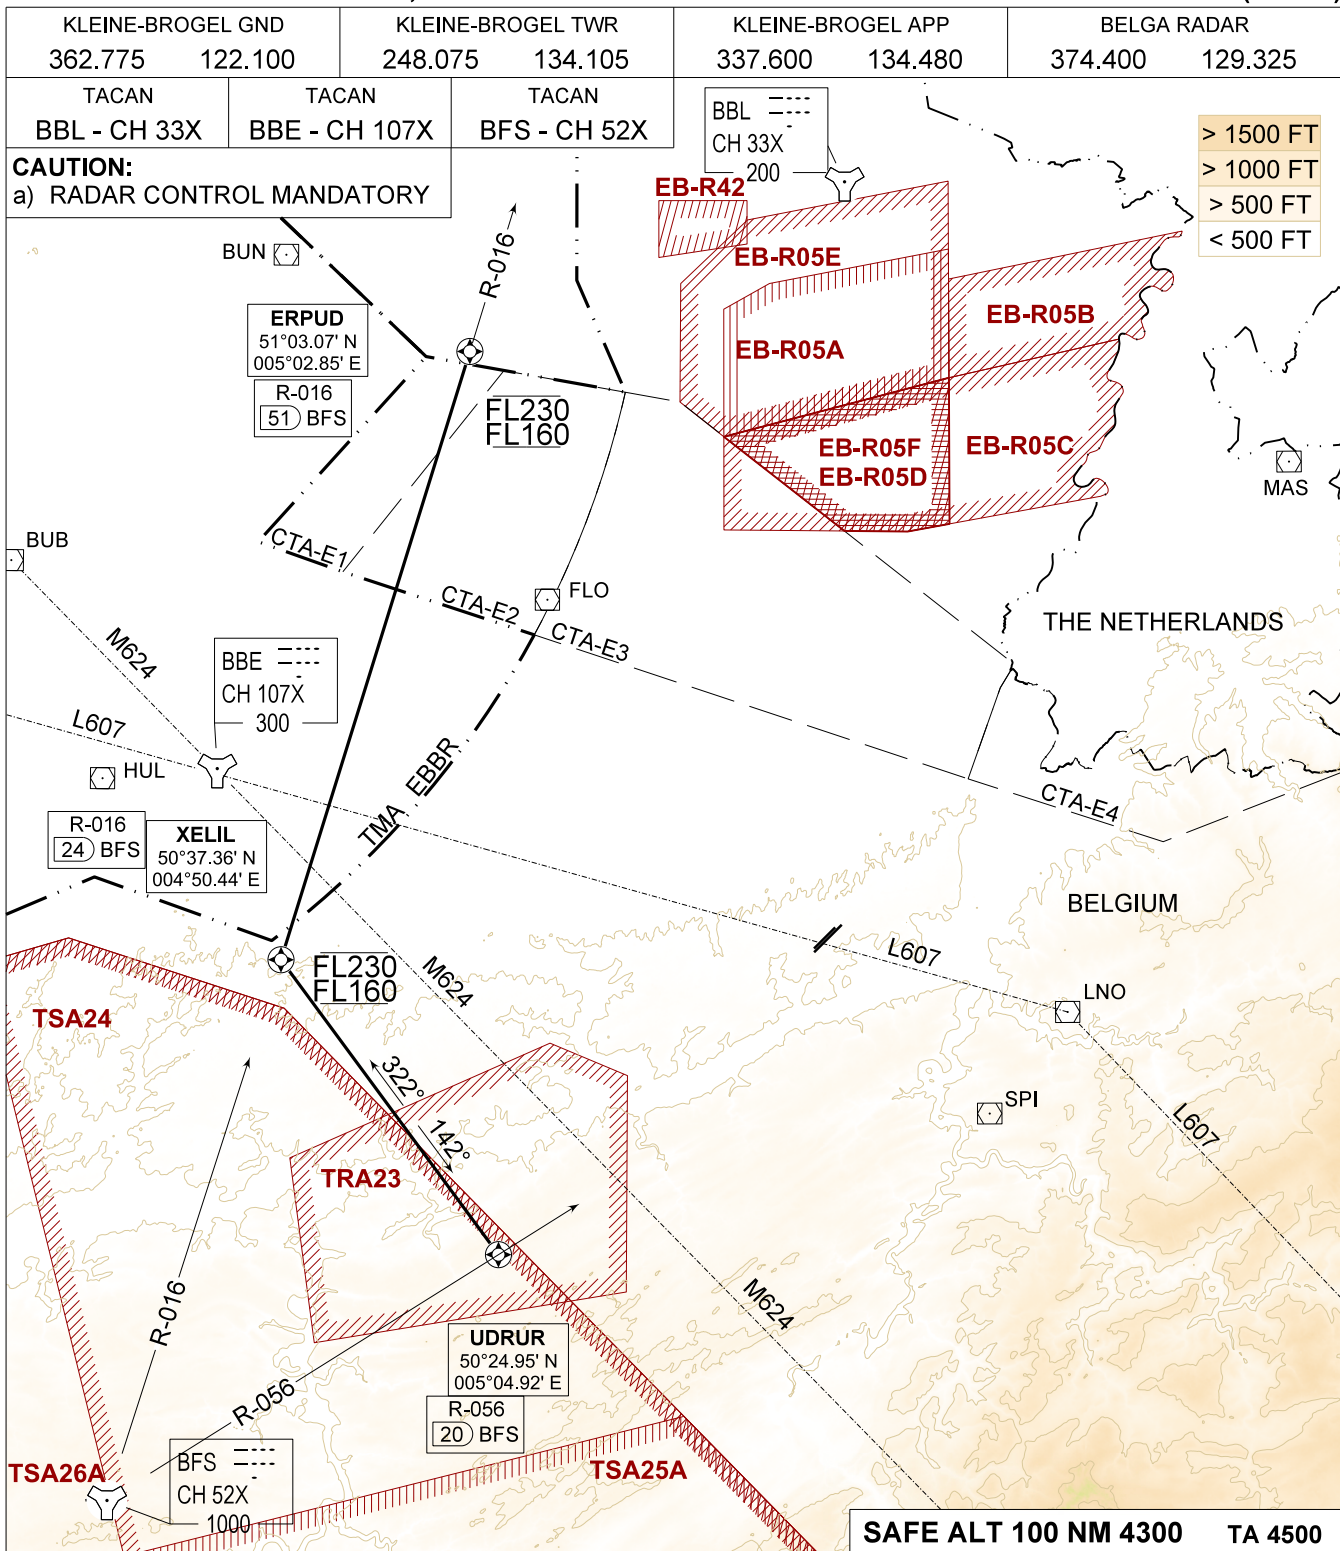 KLEINE-BROGEL GND
362.775 122.100
KLEINE-BROGEL TWR
248.075 134.105
KLEINE-BROGEL APP
337.600 134.480
BELGA RADAR
374.400 129.325
TACAN
BBL - CH 33X
TACAN
BBE - CH 107X
TACAN
BFS - CH 52X
CAUTION:
a) RADAR CONTROL MANDATORY
BBL
CH 33X
200
> 1500 FT
> 1000 FT
> 500 FT
< 500 FT
EB-R42
BUN
R-016
EB-R05E
EB-R05B
ERPUD
51°03.07' N
005°02.85' E
R-016
51 BFS
EB-R05A
FL230
FL160
EB-R05F
EB-R05D
EB-R05C
MAS
BUB
CTA-E1
CTA-E2
FLO
CTA-E3
THE NETHERLANDS
M624
BBE
CH 107X
300
L607
HUL
TMA EBBR
CTA-E4
R-016
24 BFS
XELIL
50°37.36' N
004°50.44' E
BELGIUM
L607
FL230
FL160
M624
LNO
TSA24
322°
142°
SPI
L607
TRA23
R-016
M624
UDRUR
50°24.95' N
005°04.92' E
R-056
20 BFS
R-056
BFS
CH 52X
1000
TSA26A
TSA25A
SAFE ALT 100 NM 4300 TA 4500